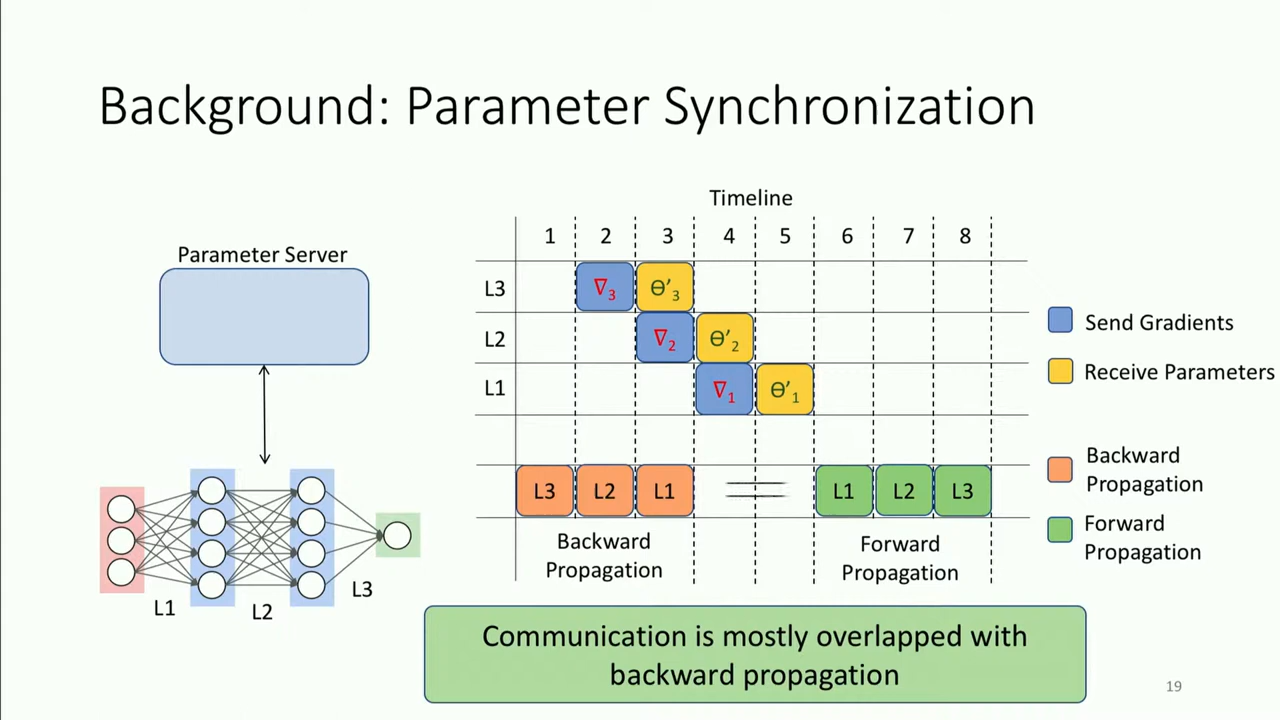 Background: Parameter Synchronization
Parameter Server
L1
L2
L3
Timeline
1 2 3 4 5 6 7 8
L3 ∇3 Ө’3
L2 ∇2 Ө’2
L1 ∇1 Ө’1
L3 L2 L1 L1 L2 L3
Backward
Propagation
Forward
Propagation
Send Gradients
Receive Parameters
Backward
Propagation
Forward
Propagation
Communication is mostly overlapped with
backward propagation
19